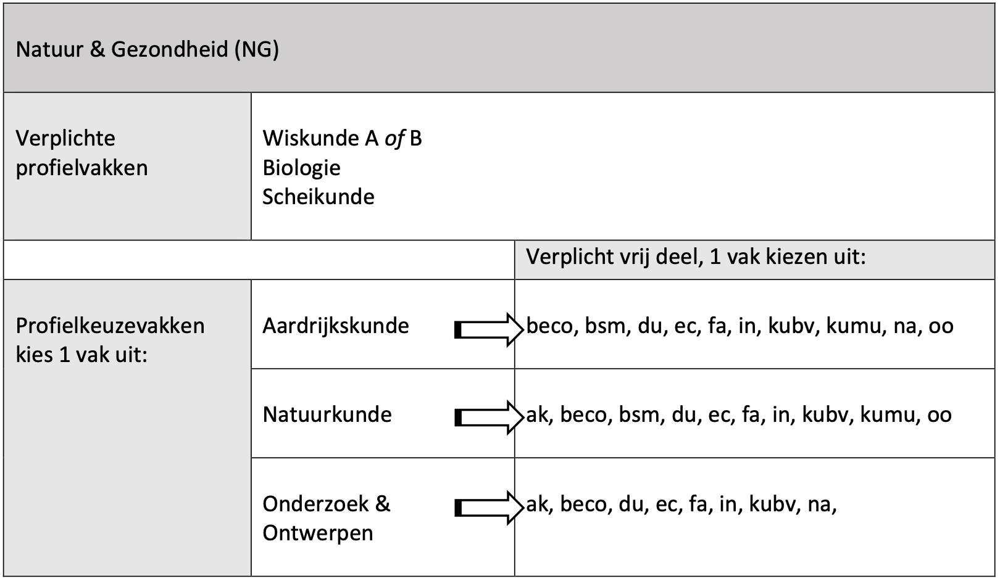 Natuur & Gezondheid (NG)
Verplichte
profielvakken
Wiskunde A of B
Biologie
Scheikunde
Verplicht vrij deel, 1 vak kiezen uit:
Profielkeuzevakken
kies 1 vak uit:
Aardrijkskunde
beco, bsm, du, ec, fa, in, kubv, kumu, na, oo
Natuurkunde
ak, beco, bsm, du, ec, fa, in, kubv, kumu, oo
Onderzoek &
Ontwerpen
ak, beco, du, ec, fa, in, kubv, na,